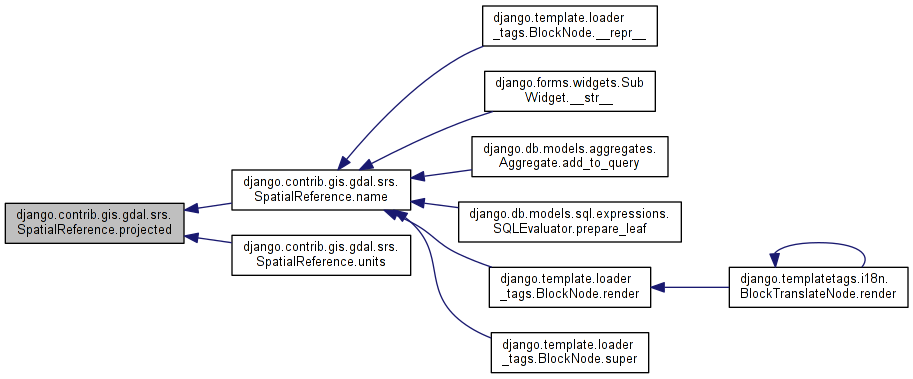 django.template.loader
_tags.BlockNode.__repr__
django.forms.widgets.Sub
Widget.__str__
django.db.models.aggregates.
Aggregate.add_to_query
django.contrib.gis.gdal.srs.
SpatialReference.name
django.contrib.gis.gdal.srs.
SpatialReference.projected
django.db.models.sql.expressions.
SQLEvaluator.prepare_leaf
django.contrib.gis.gdal.srs.
SpatialReference.units
django.template.loader
_tags.BlockNode.render
django.templatetags.i18n.
BlockTranslateNode.render
django.template.loader
_tags.BlockNode.super